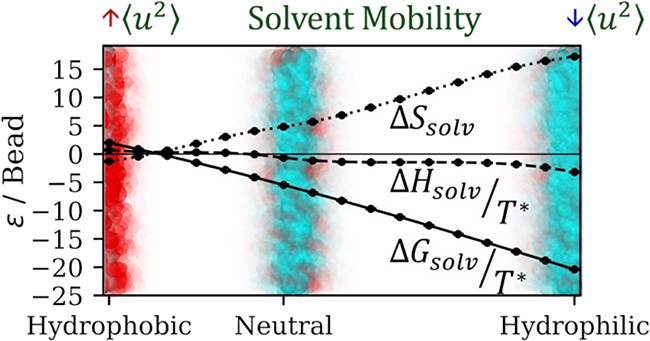 ↑⟨u²⟩ Solvent Mobility ↓⟨u²⟩
15
10
5
0
−5
−10
−15
−20
−25
ε / Bead
ΔS_solv
ΔH_solv/T*
ΔG_solv/T*
Hydrophobic Neutral Hydrophilic